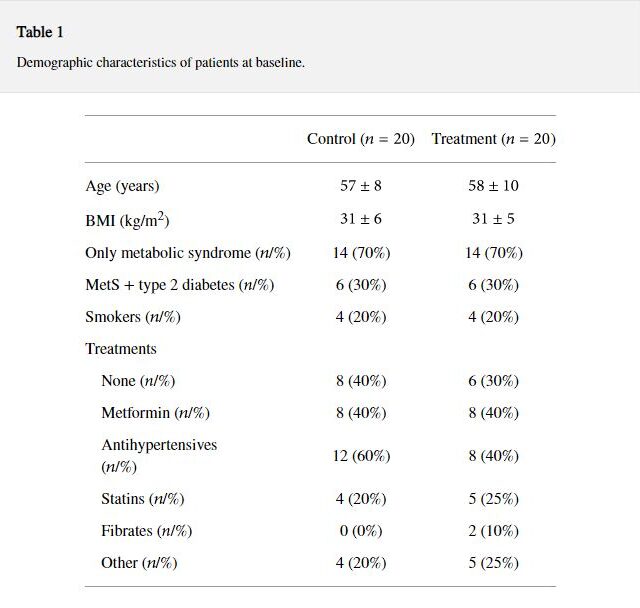 Table 1
Demographic characteristics of patients at baseline.
Control (n = 20) Treatment (n = 20)
Age (years) 57 ± 8 58 ± 10
BMI (kg/m²) 31 ± 6 31 ± 5
Only metabolic syndrome (n/%) 14 (70%) 14 (70%)
MetS + type 2 diabetes (n/%) 6 (30%) 6 (30%)
Smokers (n/%) 4 (20%) 4 (20%)
Treatments
None (n/%) 8 (40%) 6 (30%)
Metformin (n/%) 8 (40%) 8 (40%)
Antihypertensives
(n/%) 12 (60%) 8 (40%)
Statins (n/%) 4 (20%) 5 (25%)
Fibrates (n/%) 0 (0%) 2 (10%)
Other (n/%) 4 (20%) 5 (25%)